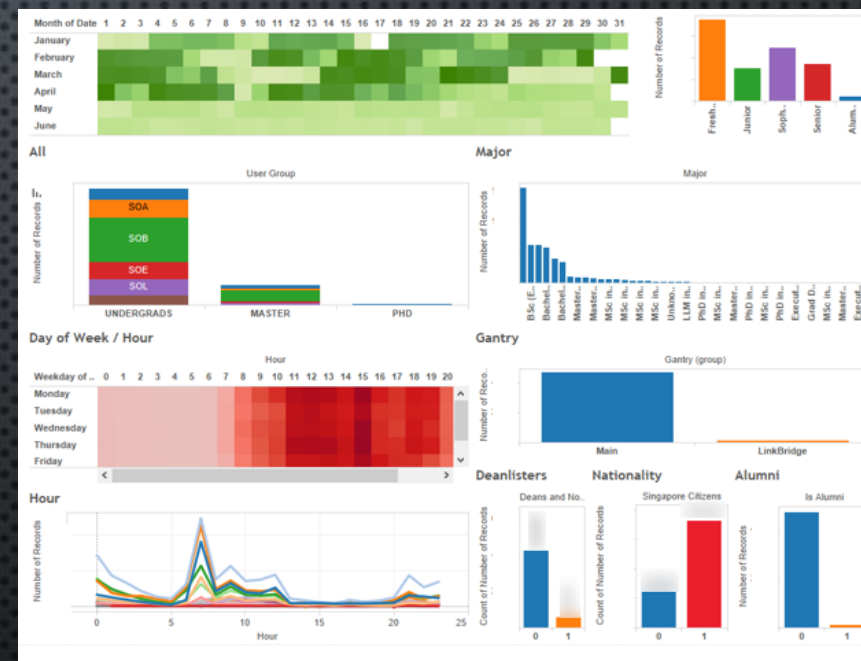 Month of Date 1 2 3 4 5 6 7 8 9 10 11 12 13 14 15 16 17 18 19 20 21 22 23 24 25 26 27 28 29 30 31
January
February
March
April
May
June
Number of Records
Fresh..
Junior
Soph..
Senior
Alum..
All
User Group
Number of Records
SOA
SOB
SOE
SOL
UNDERGRADS MASTER PHD
Major
Major
Number of Records
BSc (E..
Bachel..
Bachel..
Master..
Master..
MSc in..
MSc in..
MSc in..
MSc in..
Unkno..
LLM in..
PhD in..
MSc in..
Master..
PhD in..
MSc in..
PhD in..
Execut..
Grad D..
MSc in..
Master..
Execut..
Day of Week / Hour
Hour
Weekday of .. 0 1 2 3 4 5 6 7 8 9 10 11 12 13 14 15 16 17 18 19 20
Monday
Tuesday
Wednesday
Thursday
Friday
Gantry
Gantry (group)
Number of Reco..
Main LinkBridge
Hour
Number of Records
0 5 10 15 20 25
Hour
Deanlisters Nationality Alumni
Deans and No.. Singapore Citizens Is Alumni
Count of Number of Records
Count of Number of Records
Number of Records
0 1 0 1 0 1